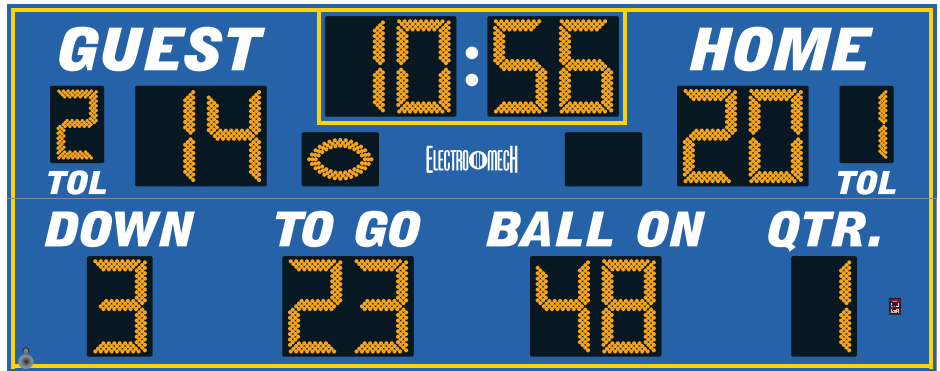 GUEST 10:56 HOME
2 14 20 1
TOL ELECTRO MECH TOL
DOWN TO GO BALL ON QTR.
3 23 48 1